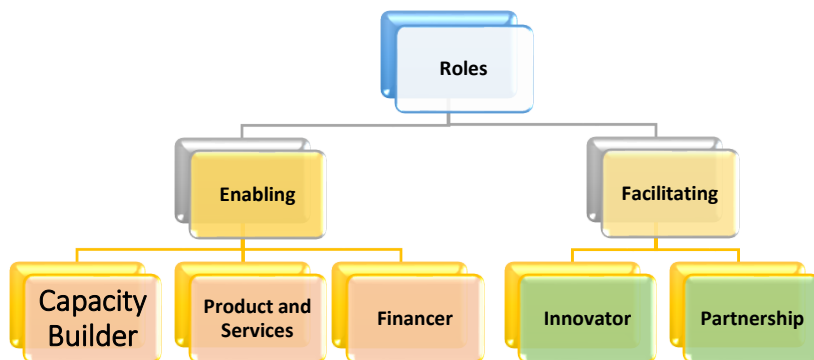 Roles
Enabling
Facilitating
Capacity
Builder
Product and
Services
Financer
Innovator
Partnership